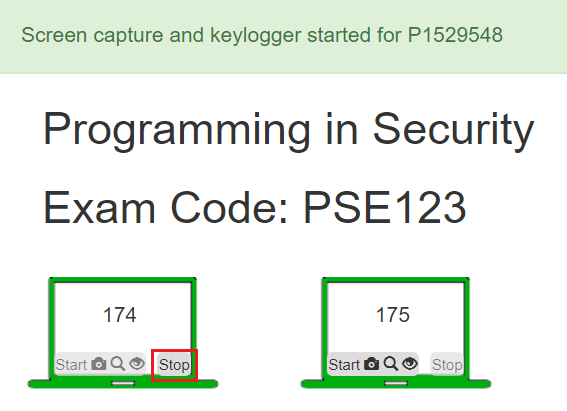 Screen capture and keylogger started for P1529548
Programming in Security
Exam Code: PSE123
174 175
Start Stop Start Stop